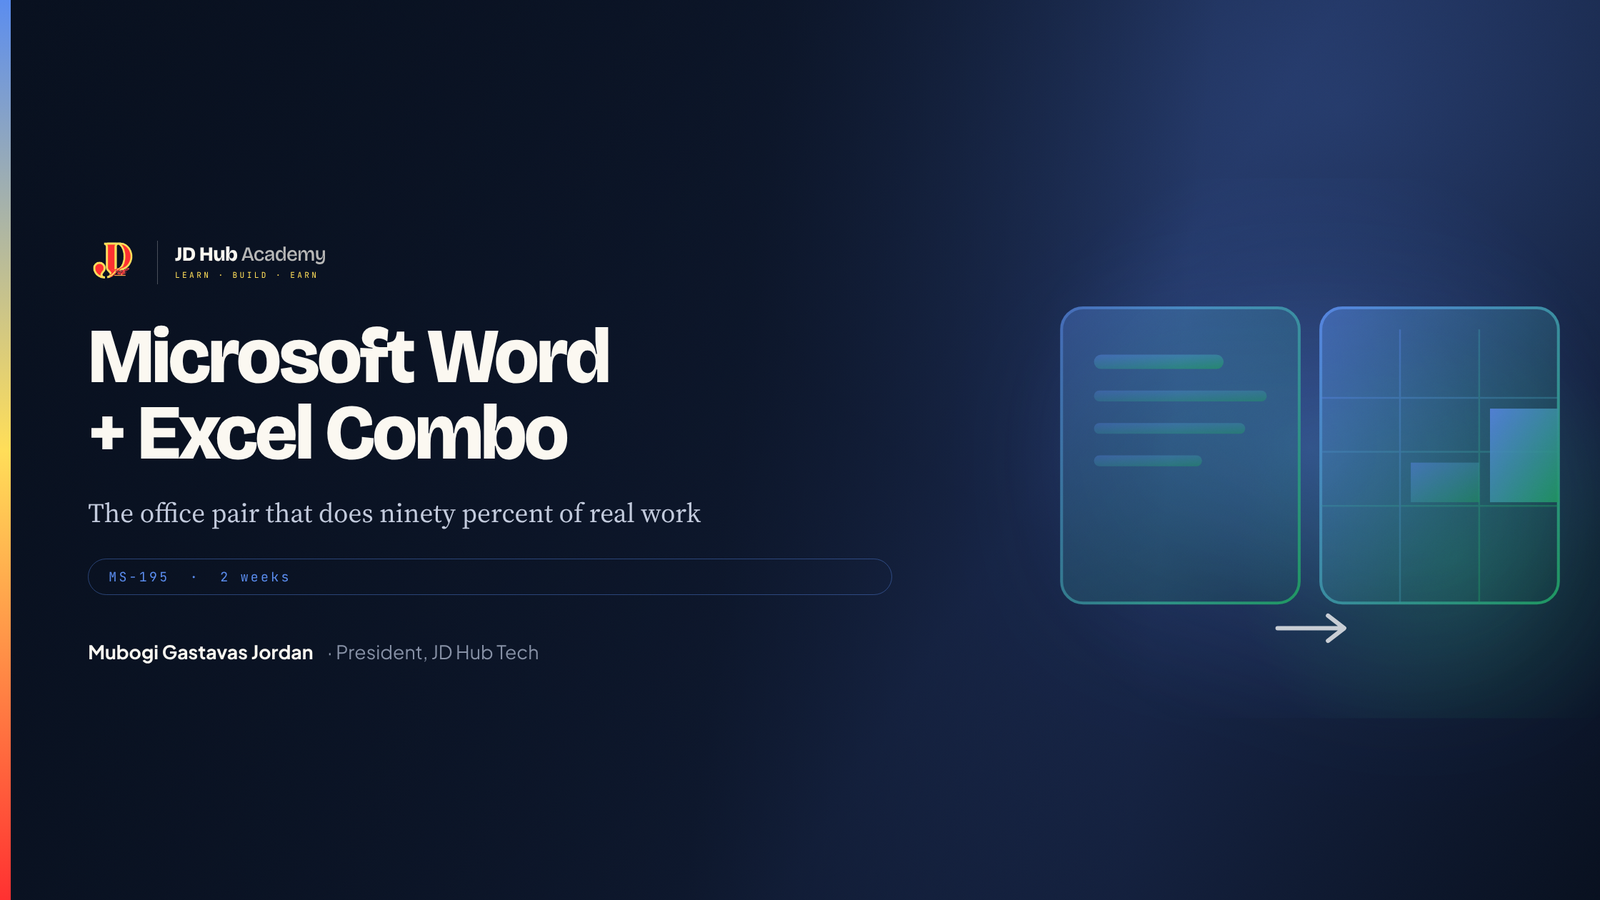 JD
JD Hub Academy
LEARN · BUILD · EARN
Microsoft Word
+ Excel Combo
The office pair that does ninety percent of real work
MS-195 · 2 weeks
Mubogi Gastavas Jordan · President, JD Hub Tech